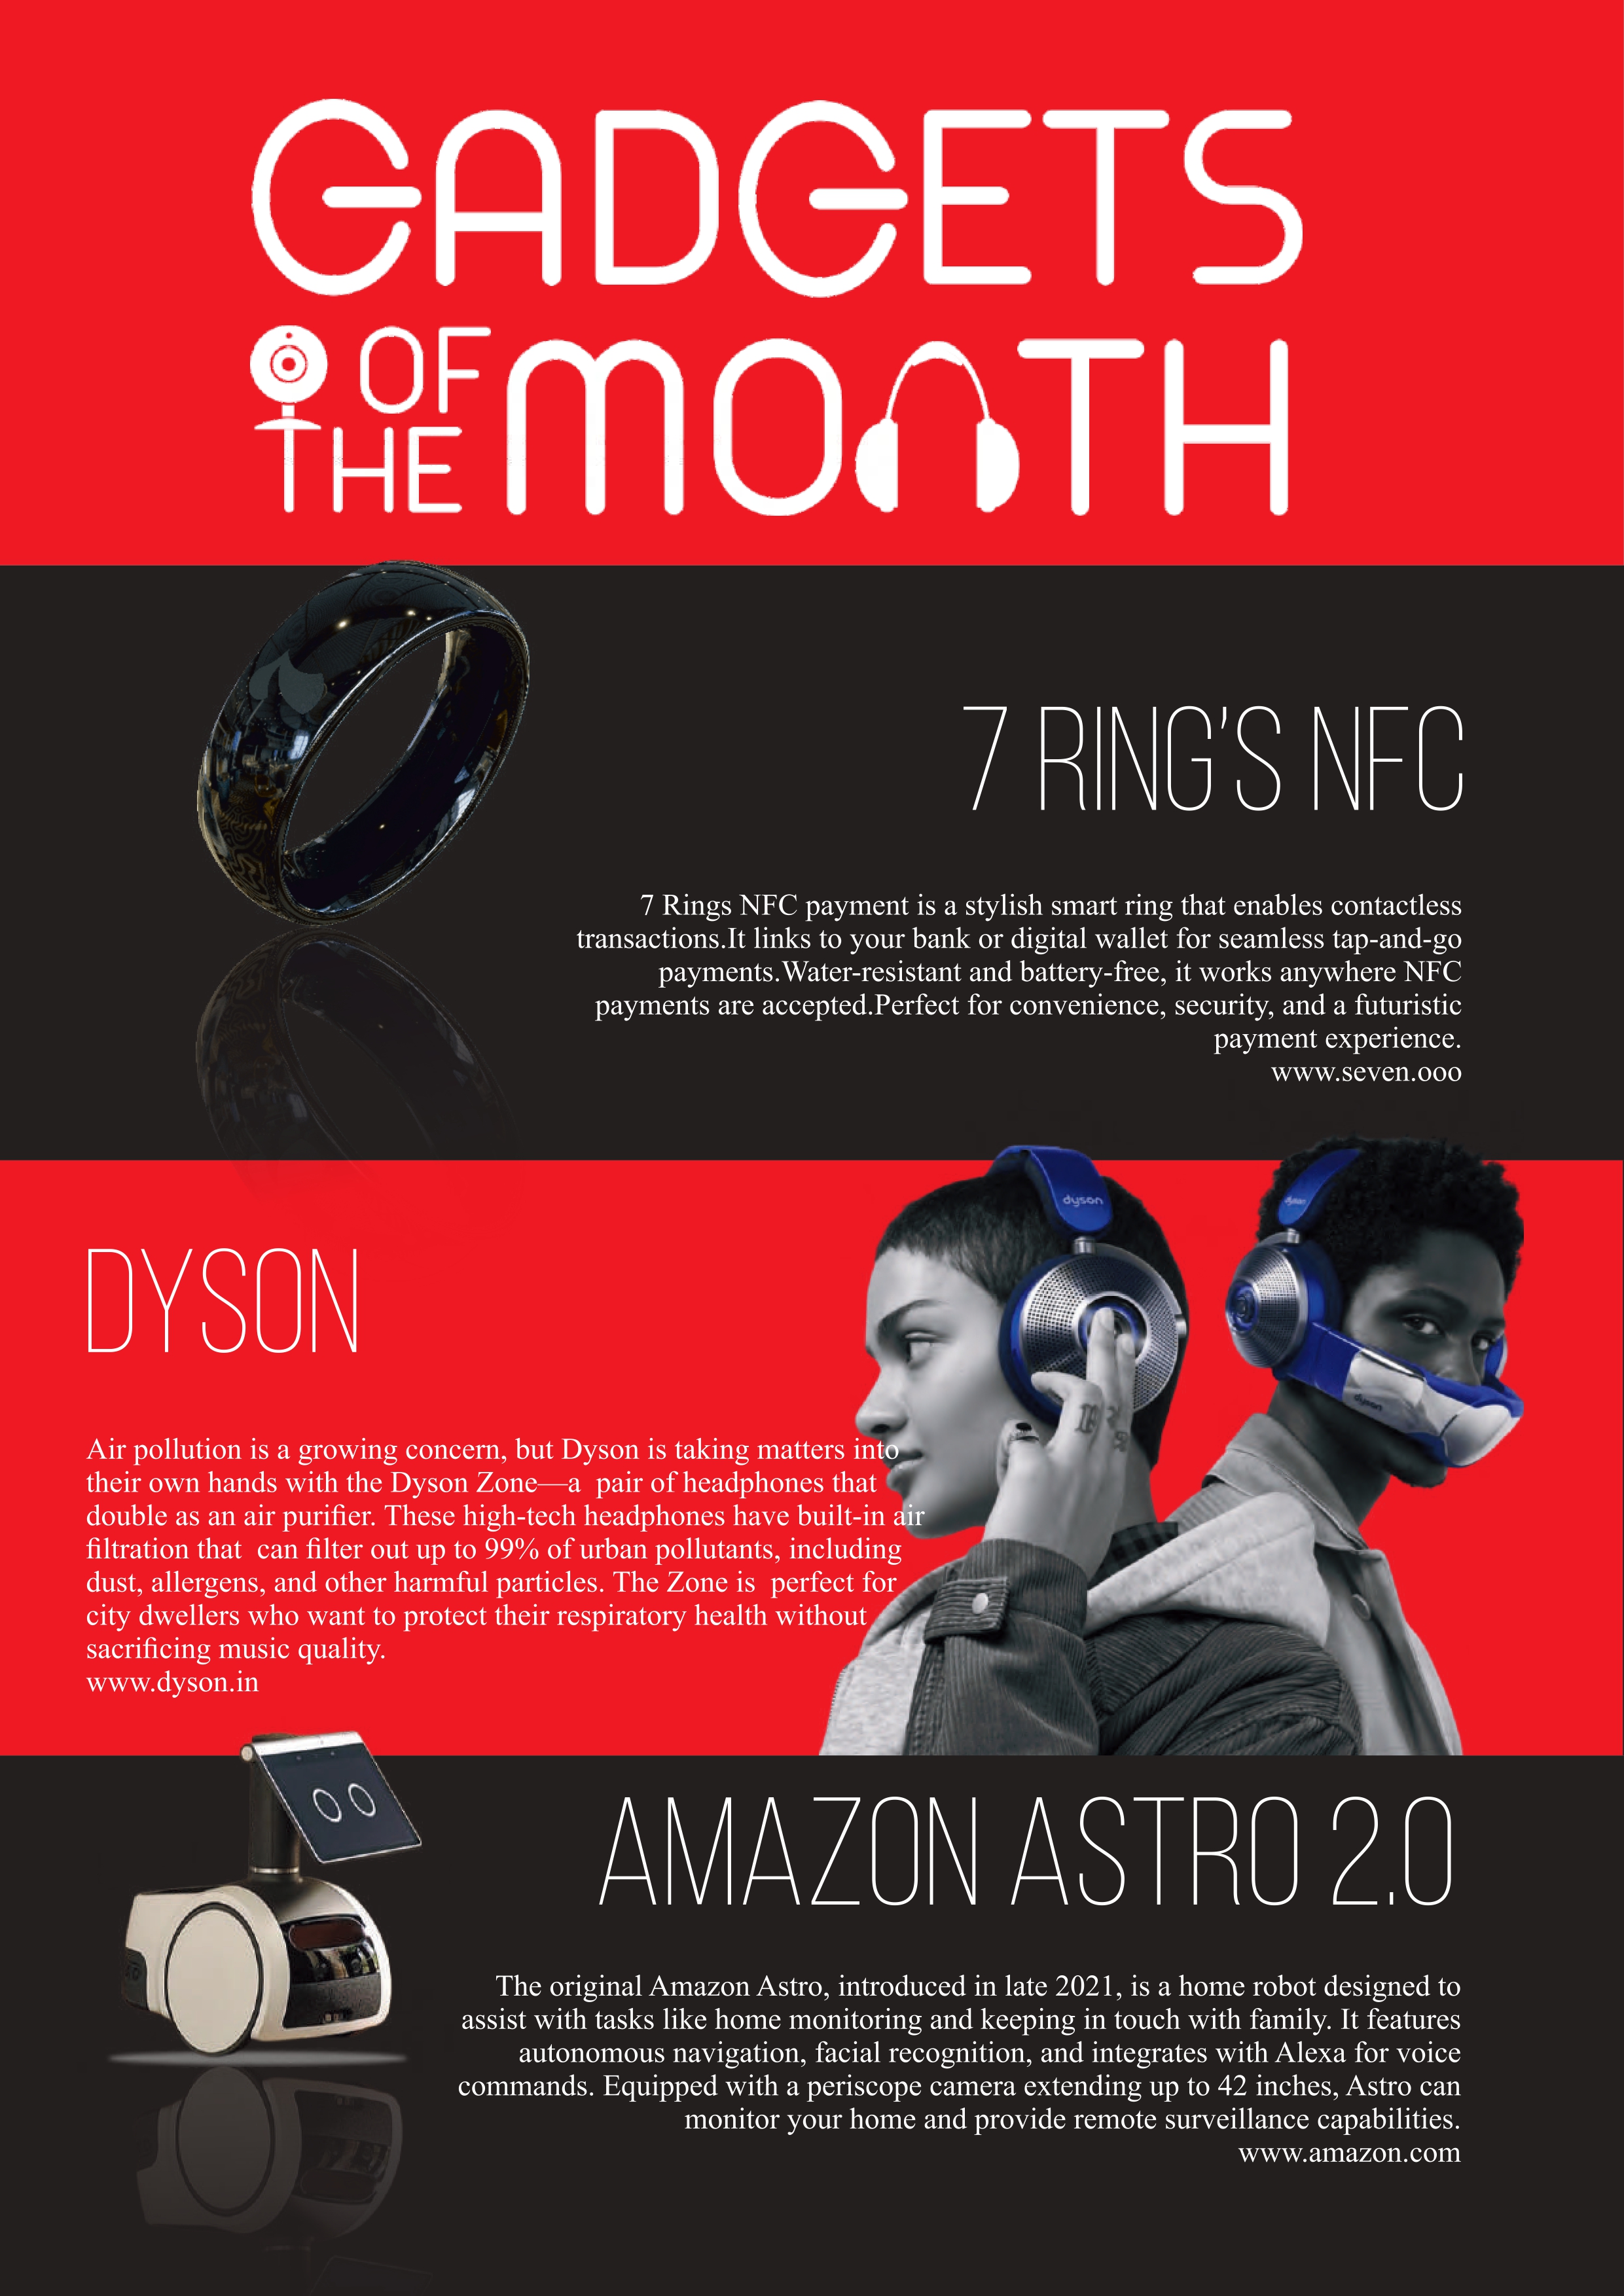 GADGETS
OF
THE MONTH
7 RING'S NFC
7 Rings NFC payment is a stylish smart ring that enables contactless
transactions.It links to your bank or digital wallet for seamless tap-and-go
payments.Water-resistant and battery-free, it works anywhere NFC
payments are accepted.Perfect for convenience, security, and a futuristic
payment experience.
www.seven.ooo
dyson
dyson
dyson
DYSON
Air pollution is a growing concern, but Dyson is taking matters into
their own hands with the Dyson Zone—a  pair of headphones that
double as an air purifier. These high-tech headphones have built-in air
filtration that  can filter out up to 99% of urban pollutants, including
dust, allergens, and other harmful particles. The Zone is  perfect for
city dwellers who want to protect their respiratory health without
sacrificing music quality.
www.dyson.in
AMAZON ASTRO 2.0
The original Amazon Astro, introduced in late 2021, is a home robot designed to
assist with tasks like home monitoring and keeping in touch with family. It features
autonomous navigation, facial recognition, and integrates with Alexa for voice
commands. Equipped with a periscope camera extending up to 42 inches, Astro can
monitor your home and provide remote surveillance capabilities.
www.amazon.com